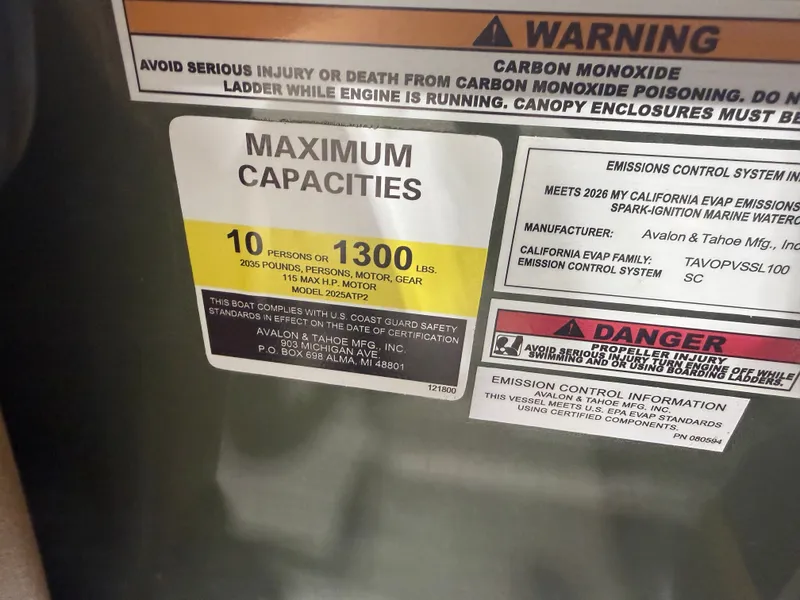 WARNING
CARBON MONOXIDE
AVOID SERIOUS INJURY OR DEATH FROM CARBON MONOXIDE POISONING. DO
LADDER WHILE ENGINE IS RUNNING. CANOPY ENCLOSURES MUST BE
MAXIMUM
CAPACITIES
10 PERSONS OR 1300 LBS.
2035 POUNDS, PERSONS, MOTOR, GEAR
115 MAX H.P. MOTOR
MODEL 2025ATP2
THIS BOAT COMPLIES WITH U.S. COAST GUARD SAFETY
STANDARDS IN EFFECT ON THE DATE OF CERTIFICATION
AVALON & TAHOE MFG., INC.
903 MICHIGAN AVE.
P.O. BOX 698 ALMA, MI 48801
121800
EMISSIONS CONTROL SYSTEM
MEETS 2026 MY CALIFORNIA EVAP EMISSIONS
SPARK-IGNITION MARINE
MANUFACTURER: Avalon & Tahoe Mfg., Inc
CALIFORNIA EVAP FAMILY: TAVOPVSSL100
EMISSION CONTROL SYSTEM SC
DANGER
PROPELLER INJURY
AVOID SERIOUS INJURY TURN ENGINE OFF WHILE
SWIMMING AND OR USING BOARDING LADDERS.
EMISSION CONTROL INFORMATION
AVALON & TAHOE MFG. INC.
THIS VESSEL MEETS U.S. EPA EVAP STANDARDS
USING CERTIFIED COMPONENTS.
PN 080594